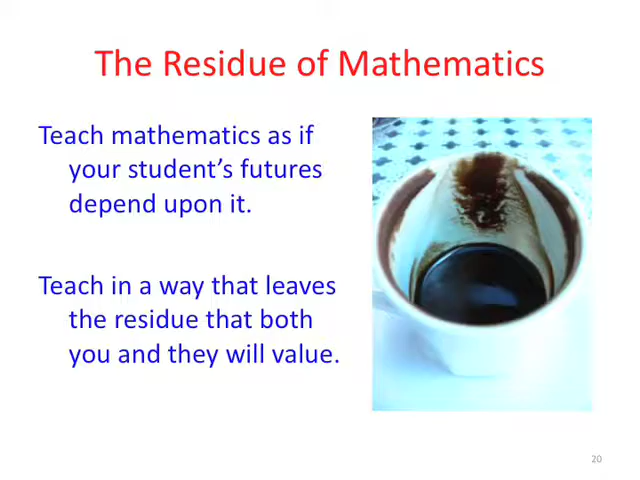 The Residue of Mathematics
Teach mathematics as if
your student’s futures
depend upon it.
Teach in a way that leaves
the residue that both
you and they will value.
20